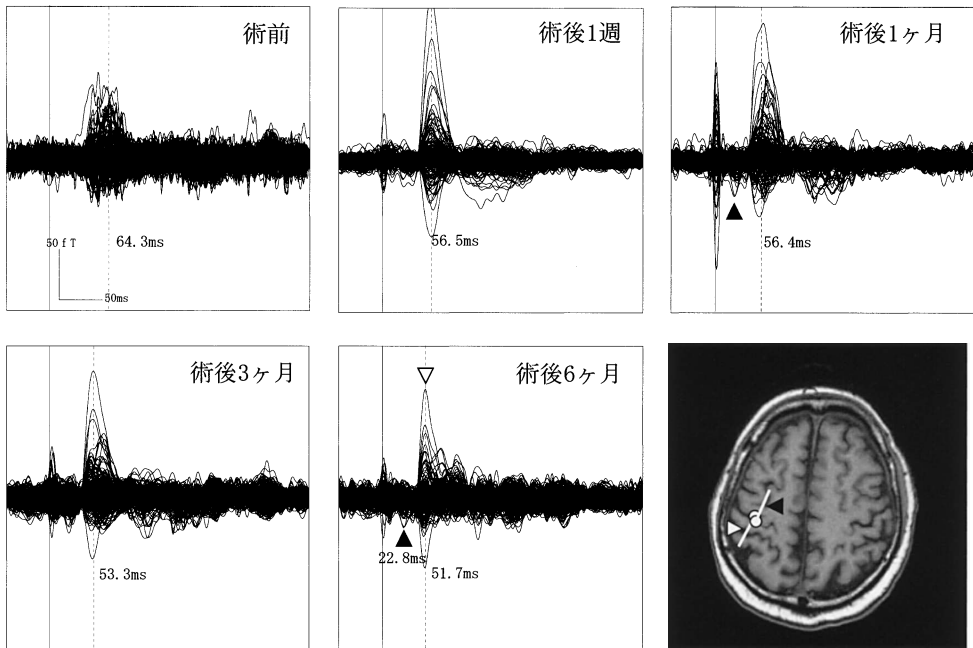 術前
64.3ms
50 f T
50ms
術後1週
56.5ms
術後1ヶ月
56.4ms
術後3ヶ月
53.3ms
術後6ヶ月
22.8ms
51.7ms